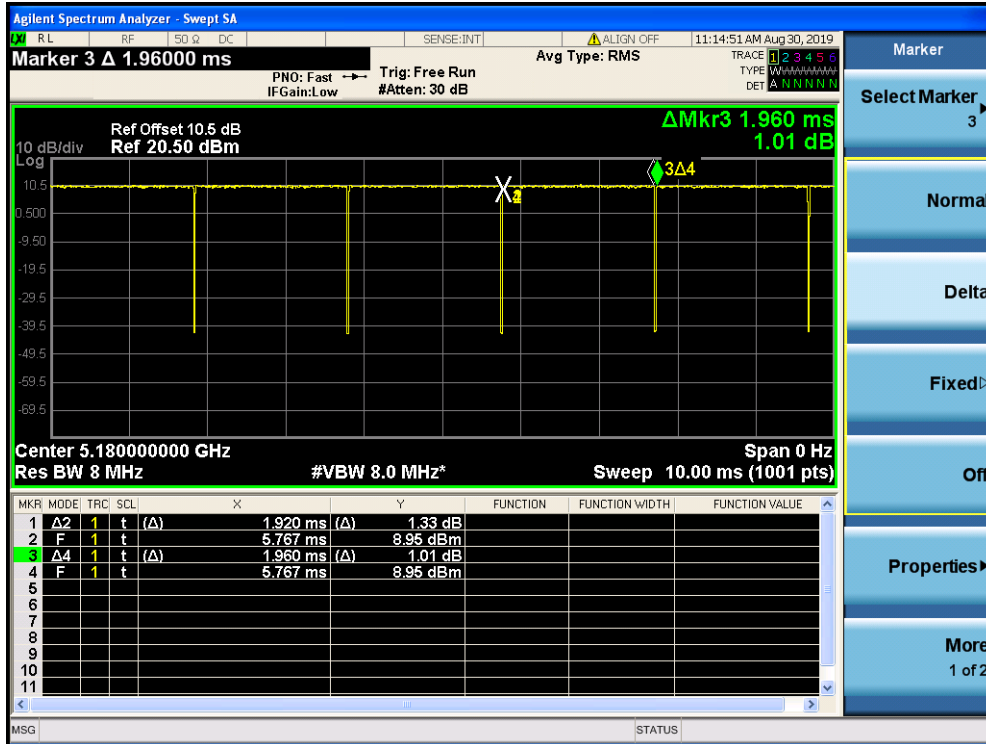 Agilent Spectrum Analyzer - Swept SA
LXI RL RF 50 Ω DC SENSE:INT ALIGN OFF 11:14:51 AM Aug 30, 2019
Marker 3 Δ 1.96000 ms
PNO: Fast
IFGain:Low
Trig: Free Run
#Atten: 30 dB
Avg Type: RMS
TRACE 1 2 3 4 5 6
TYPE W
DET A N N N N N
Ref Offset 10.5 dB
10 dB/div Ref 20.50 dBm
Log
ΔMkr3 1.960 ms
1.01 dB
10.5
0.500
-9.50
-19.5
-29.5
-39.5
-49.5
-59.5
-69.5
3Δ4
Center 5.180000000 GHz Span 0 Hz
Res BW 8 MHz #VBW 8.0 MHz* Sweep 10.00 ms (1001 pts)
MKR MODE TRC SCL X Y FUNCTION FUNCTION WIDTH FUNCTION VALUE
1 Δ2 1 t (Δ) 1.920 ms (Δ) 1.33 dB
2 F 1 t 5.767 ms 8.95 dBm
3 Δ4 1 t (Δ) 1.960 ms (Δ) 1.01 dB
4 F 1 t 5.767 ms 8.95 dBm
5
6
7
8
9
10
11
MSG STATUS
Marker
Select Marker
3
Normal
Delta
Fixed
Off
Properties
More
1 of 2